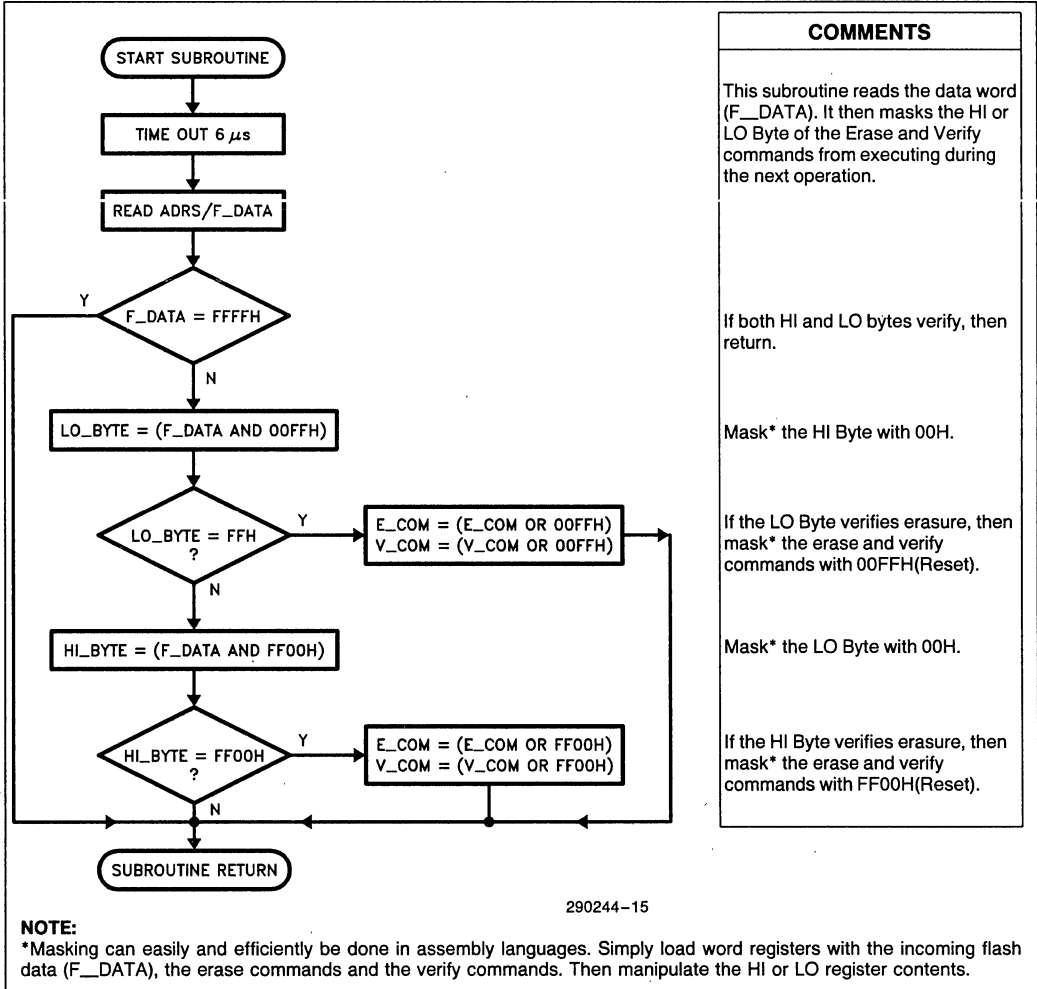 START SUBROUTINE
TIME OUT 6 μs
READ ADRS/F_DATA
Y
F_DATA = FFFFH
N
LO_BYTE = (F_DATA AND 00FFH)
LO_BYTE = FFH
?
Y
N
E_COM = (E_COM OR 00FFH)
V_COM = (V_COM OR 00FFH)
HI_BYTE = (F_DATA AND FF00H)
HI_BYTE = FF00H
?
Y
N
E_COM = (E_COM OR FF00H)
V_COM = (V_COM OR FF00H)
SUBROUTINE RETURN
COMMENTS
This subroutine reads the data word
(F__DATA). It then masks the HI or
LO Byte of the Erase and Verify
commands from executing during
the next operation.
If both HI and LO bytes verify, then
return.
Mask* the HI Byte with 00H.
If the LO Byte verifies erasure, then
mask* the erase and verify
commands with 00FFH(Reset).
Mask* the LO Byte with 00H.
If the HI Byte verifies erasure, then
mask* the erase and verify
commands with FF00H(Reset).
290244–15
NOTE:
*Masking can easily and efficiently be done in assembly languages. Simply load word registers with the incoming flash
data (F__DATA), the erase commands and the verify commands. Then manipulate the HI or LO register contents.